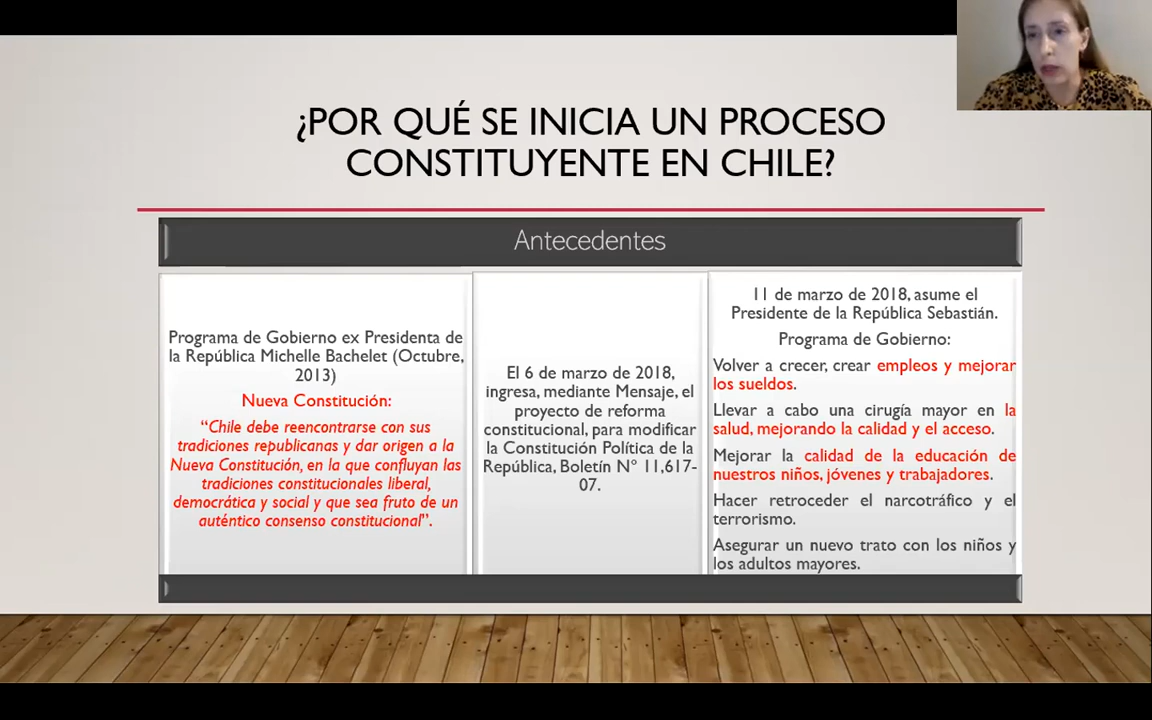 ¿POR QUÉ SE INICIA UN PROCESO
CONSTITUYENTE EN CHILE?
Antecedentes
Programa de Gobierno ex Presidenta de
la República Michelle Bachelet (Octubre,
2013)
Nueva Constitución:
“Chile debe reencontrarse con sus
tradiciones republicanas y dar origen a la
Nueva Constitución, en la que confluyan las
tradiciones constitucionales liberal,
democrática y social y que sea fruto de un
auténtico consenso constitucional”.
El 6 de marzo de 2018,
ingresa, mediante Mensaje, el
proyecto de reforma
constitucional, para modificar
la Constitución Política de la
República, Boletín N° 11,617-
07.
11 de marzo de 2018, asume el
Presidente de la República Sebastián.
Programa de Gobierno:
Volver a crecer, crear empleos y mejorar
los sueldos.
Llevar a cabo una cirugía mayor en la
salud, mejorando la calidad y el acceso.
Mejorar la calidad de la educación de
nuestros niños, jóvenes y trabajadores.
Hacer retroceder el narcotráfico y el
terrorismo.
Asegurar un nuevo trato con los niños y
los adultos mayores.